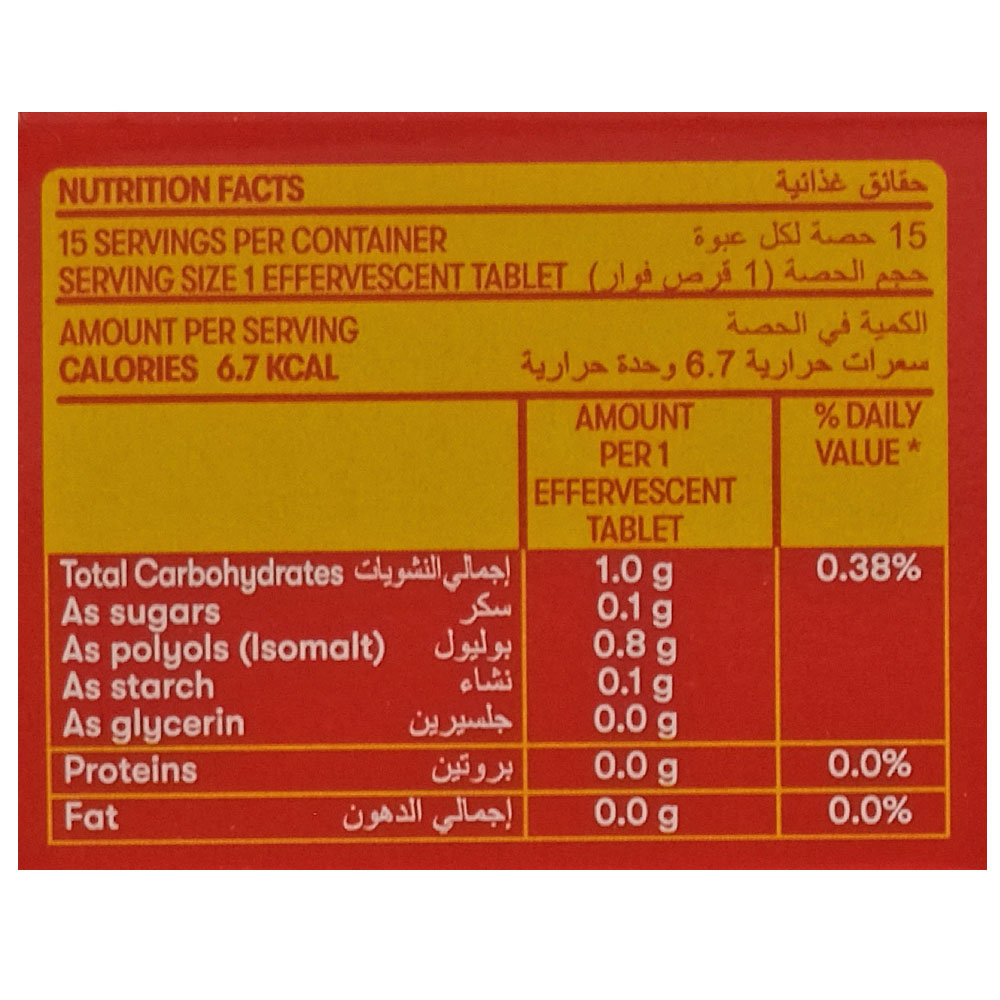 NUTRITION FACTS حقائق غذائية
15 SERVINGS PER CONTAINER 15 حصة لكل عبوة
SERVING SIZE 1 EFFERVESCENT TABLET حجم الحصة (1 قرص فوار)
AMOUNT PER SERVING الكمية في الحصة
CALORIES 6.7 KCAL سعرات حرارية 6.7 وحدة حرارية
AMOUNT % DAILY
PER 1 VALUE *
EFFERVESCENT
TABLET
Total Carbohydrates إجمالي النشويات 1.0 g 0.38%
As sugars سكر 0.1 g
As polyols (Isomalt) بوليول 0.8 g
As starch نشاء 0.1 g
As glycerin جلسيرين 0.0 g
Proteins بروتين 0.0 g 0.0%
Fat إجمالي الدهون 0.0 g 0.0%